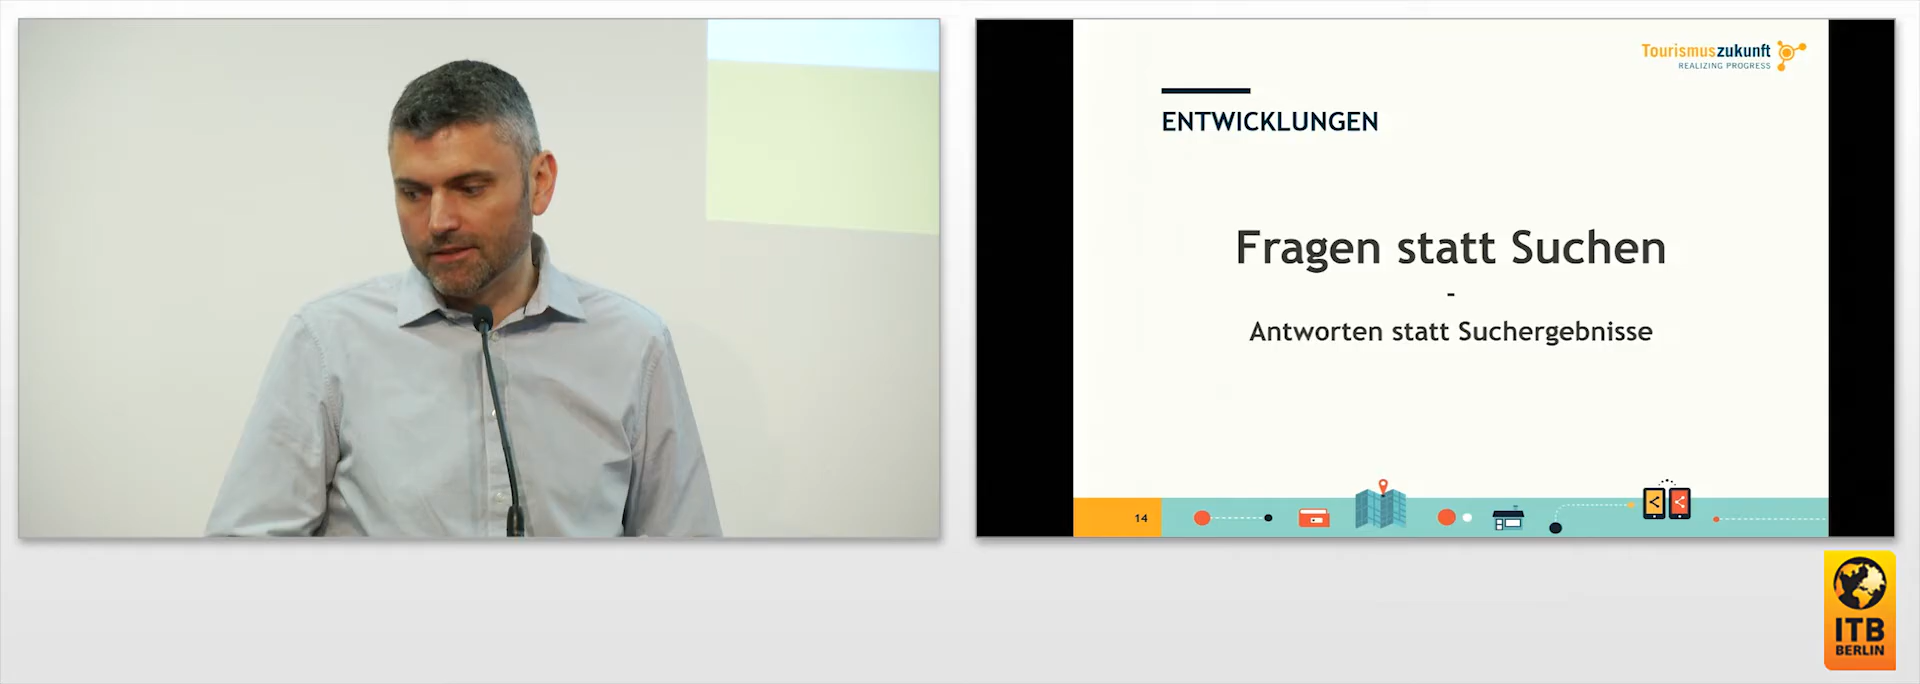 Tourismuszukunft
REALIZING PROGRESS
ENTWICKLUNGEN
Fragen statt Suchen
-
Antworten statt Suchergebnisse
14
ITB
BERLIN